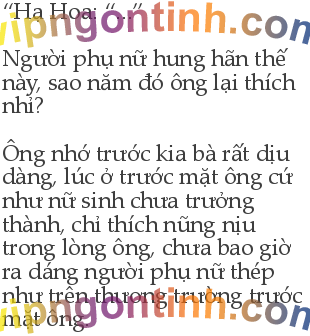 “Hạ Hoa: “...”
Người phụ nữ hung hãn thế
này, sao năm đó ông lại thích
nhỉ?
Ông nhớ trước kia bà rất dịu
dàng, lúc ở trước mặt ông cứ
như nữ sinh chưa trưởng
thành, chỉ thích nũng nịu
trong lòng ông, chưa bao giờ
ra dáng người phụ nữ thép
như trên thương trường trước
mặt ông.
vipngontinh.com
vipngontinh.com